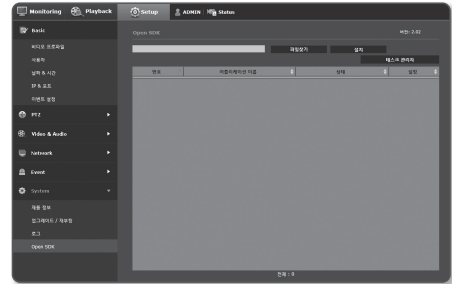 Monitoring
Playback
Setup
ADMIN
Status
Basic
비디오 프로파일
사용자
날짜 & 시간
IP & 포트
이벤트 설정
PTZ
Video & Audio
Network
Event
System
제품 정보
업그레이드 / 재부팅
로그
Open SDK
Open SDK
버전: 2.02
파일찾기
설치
태스크 관리자
번호
어플리케이션 이름
상태
설정
전체 : 0